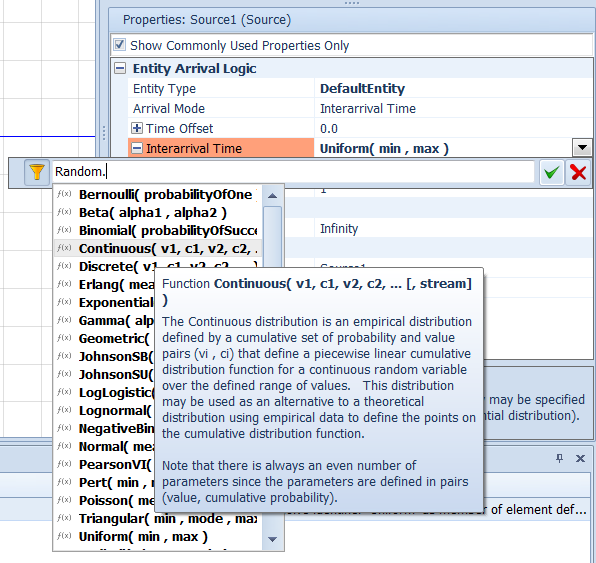 Properties: Source1 (Source)
Show Commonly Used Properties Only
Entity Arrival Logic
Entity Type DefaultEntity
Arrival Mode Interarrival Time
Time Offset 0.0
Interarrival Time Uniform( min , max )
Random.
f(x) Bernoulli( probabilityOfOne
f(x) Beta( alpha1 , alpha2 )
f(x) Binomial( probabilityOfSucce
Infinity
f(x) Continuous( v1, c1, v2, c2, ..
f(x) Discrete( v1, c1, v2, c2, ...
Source1
f(x) Erlang( mea
f(x) Exponential
f(x) Gamma( al
f(x) Geometric(
f(x) JohnsonSB(
f(x) JohnsonSU(
f(x) LogLogistic(
f(x) Lognormal(
f(x) NegativeBin
f(x) Normal( me
f(x) PearsonVI(
f(x) Pert( min , n
f(x) Poisson( me
f(x) Triangular( min , mode , max
f(x) Uniform( min , max )
Function Continuous( v1, c1, v2, c2, ... [, stream]
)
The Continuous distribution is an empirical distribution
defined by a cumulative set of probability and value
pairs (vi , ci) that define a piecewise linear cumulative
distribution function for a continuous random variable
over the defined range of values. This distribution
may be used as an alternative to a theoretical
distribution using empirical data to define the points on
the cumulative distribution function.
Note that there is always an even number of
parameters since the parameters are defined in pairs
(value, cumulative probability).
may be specified
ntial distribution).
as member of element def...